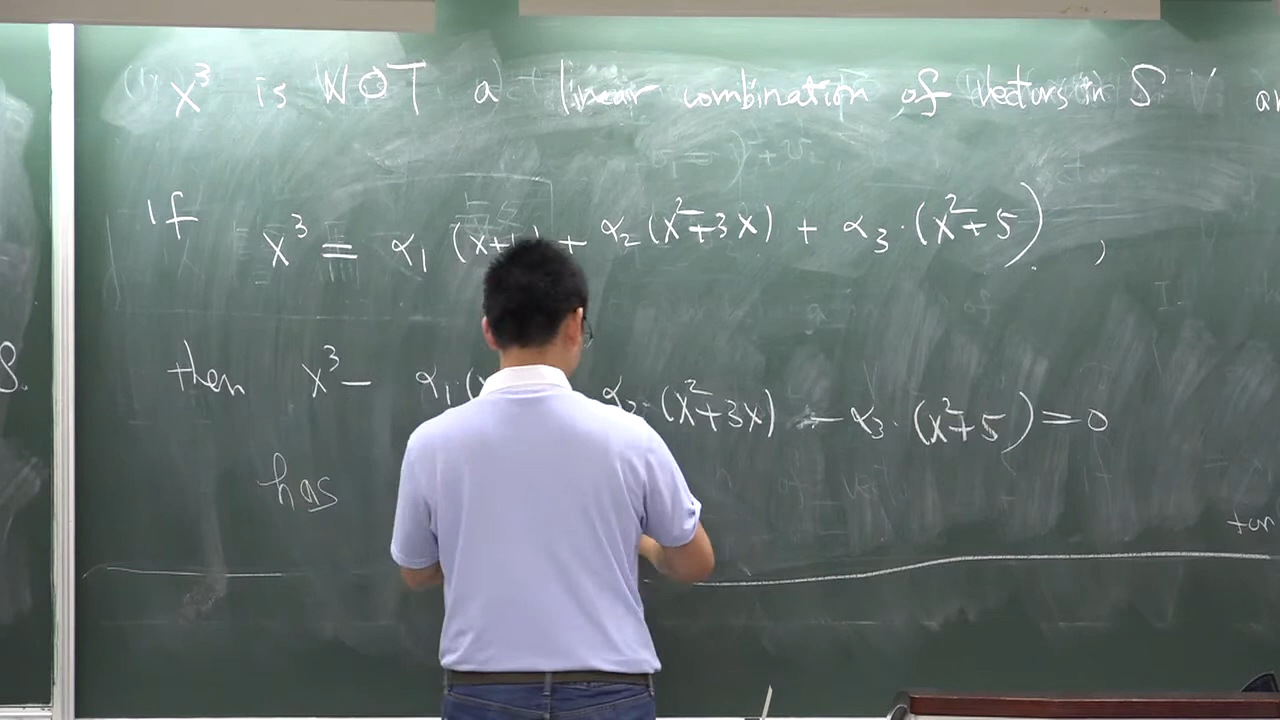 x³ is NOT a linear combination of vectors in S
if x³ = α₁ (x+1) + α₂ (x²+3x) + α₃·(x²+5) ,
then x³ − α₁ ( α₂·(x²+3x) − α₃·(x²+5) = 0
has
S.